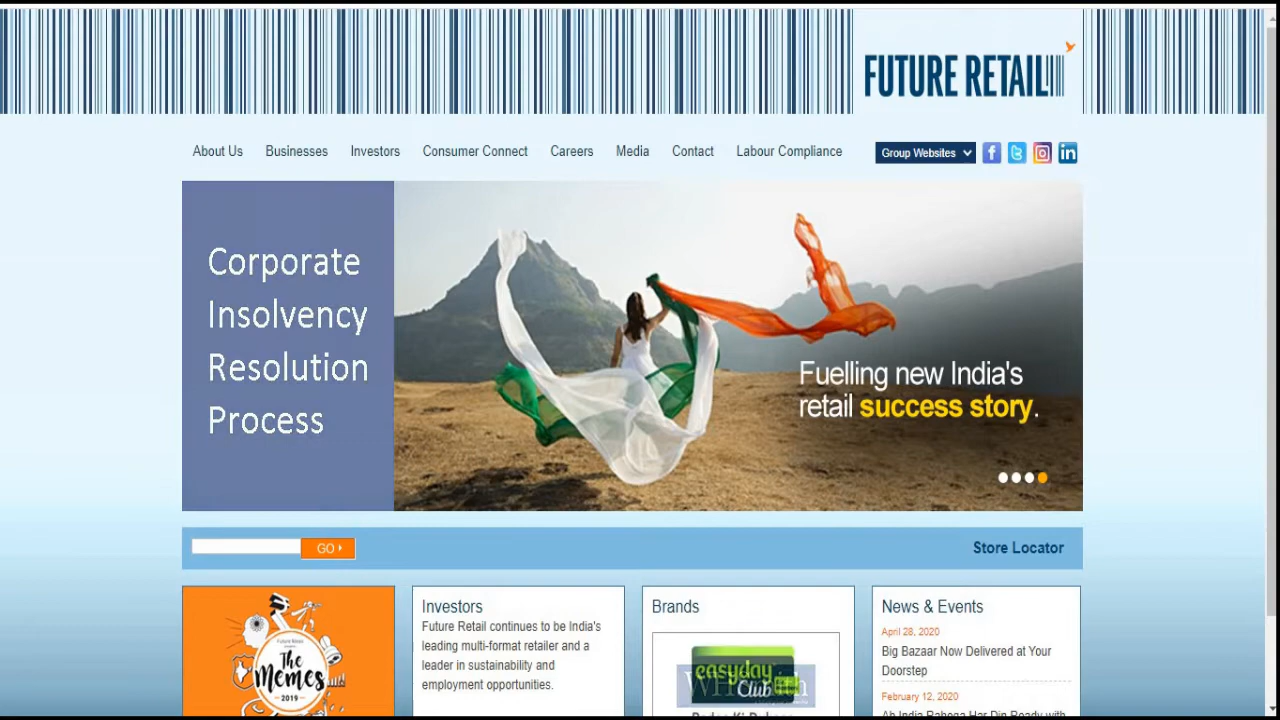 FUTURE RETAIL
About Us Businesses Investors Consumer Connect Careers Media Contact Labour Compliance Group Websites
Corporate
Insolvency
Resolution
Process
Fuelling new India's
retail success story.
GO
Store Locator
Future Retail
The
Memes
2019
Investors
Future Retail continues to be India's
leading multi-format retailer and a
leader in sustainability and
employment opportunities.
Brands
easyday
Club
News & Events
April 28, 2020
Big Bazaar Now Delivered at Your
Doorstep
February 12, 2020